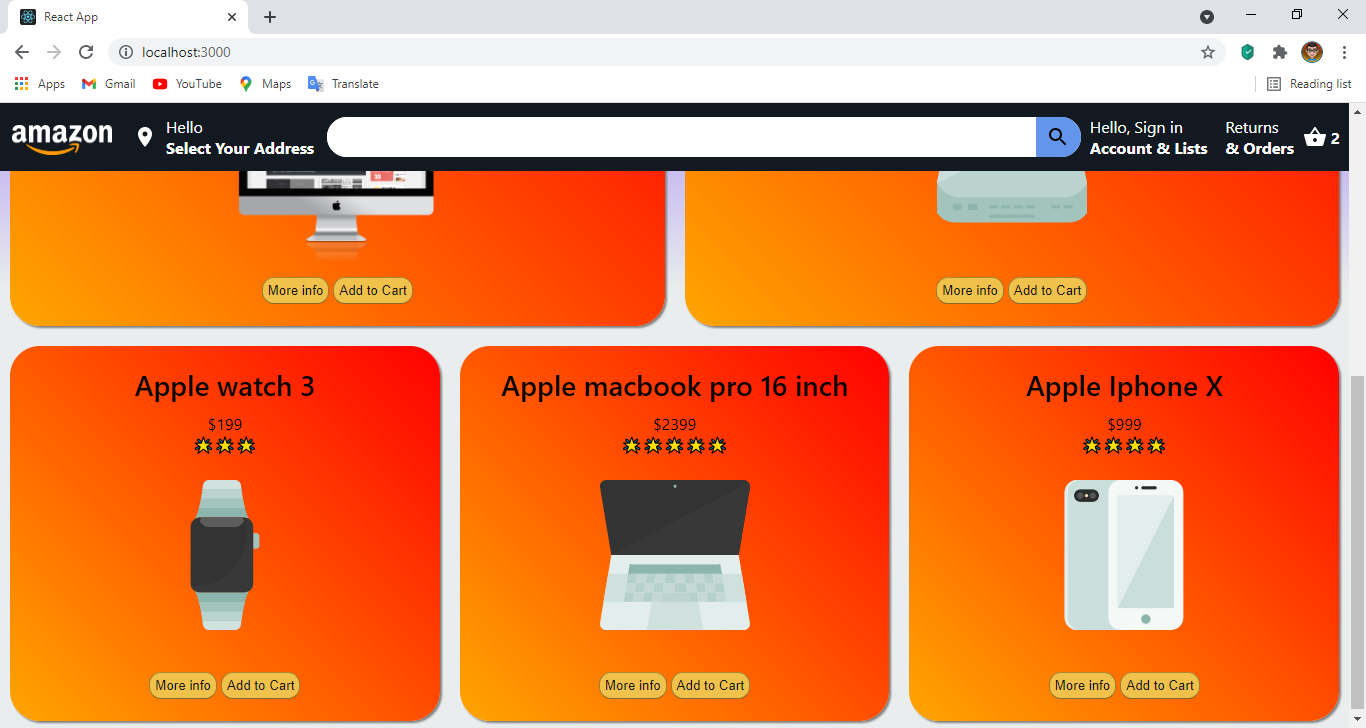 React App
localhost:3000
Apps Gmail YouTube Maps Translate Reading list
amazon
Hello
Select Your Address
Hello, Sign in
Account & Lists
Returns
& Orders
2
More info Add to Cart
More info Add to Cart
Apple watch 3
$199
More info Add to Cart
Apple macbook pro 16 inch
$2399
More info Add to Cart
Apple Iphone X
$999
More info Add to Cart